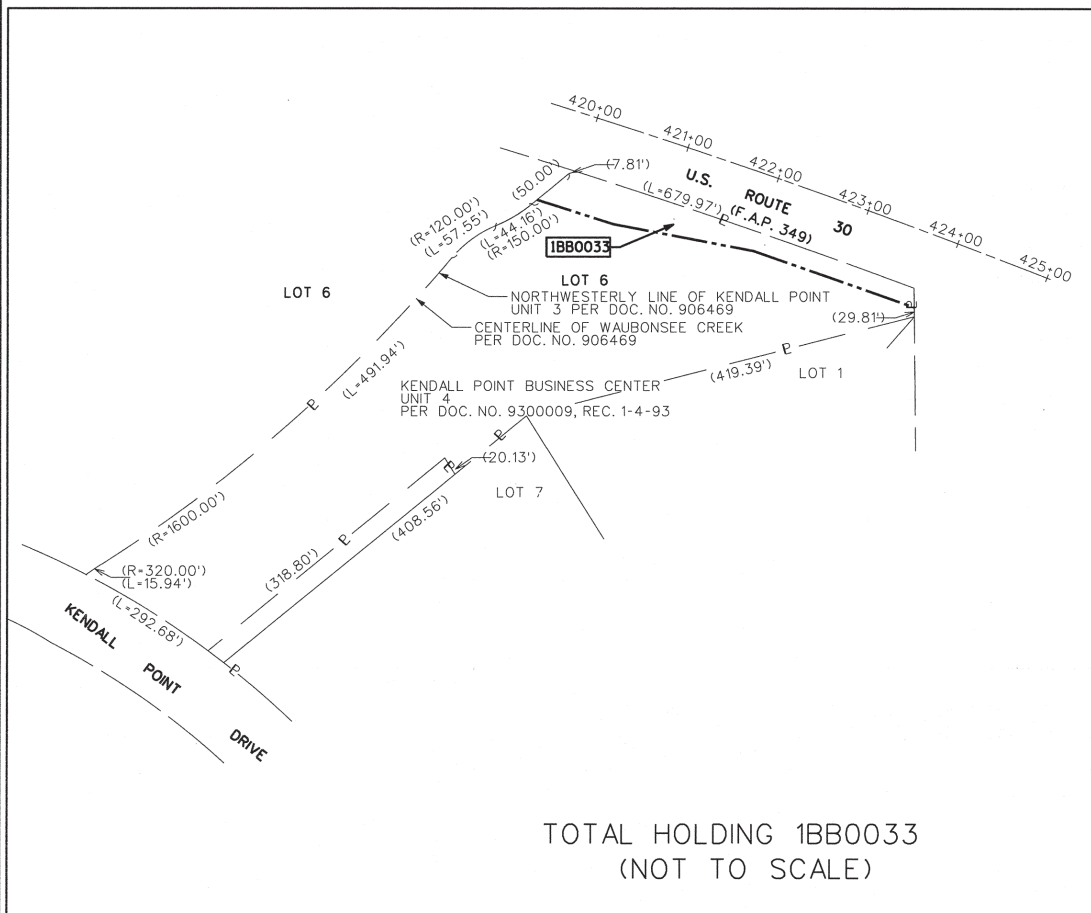 420+00
421+00
422+00
423+00
424+00
425+00
U.S. ROUTE 30
(F.A.P. 349)
(7.81')
(50.00')
(L=679.97')
(R=120.00')
(L=57.55')
(L=44.16')
(R=150.00')
1BB0033
LOT 6
LOT 6
NORTHWESTERLY LINE OF KENDALL POINT
UNIT 3 PER DOC. NO. 906469
CENTERLINE OF WAUBONSEE CREEK
PER DOC. NO. 906469
(29.81')
(L=491.94')
(419.39')
LOT 1
KENDALL POINT BUSINESS CENTER
UNIT 4
PER DOC. NO. 9300009, REC. 1-4-93
(20.13')
LOT 7
(408.56')
(R=1600.00')
(318.80')
(R=320.00')
(L=15.94')
(L=292.68')
KENDALL POINT DRIVE
TOTAL HOLDING 1BB0033
(NOT TO SCALE)